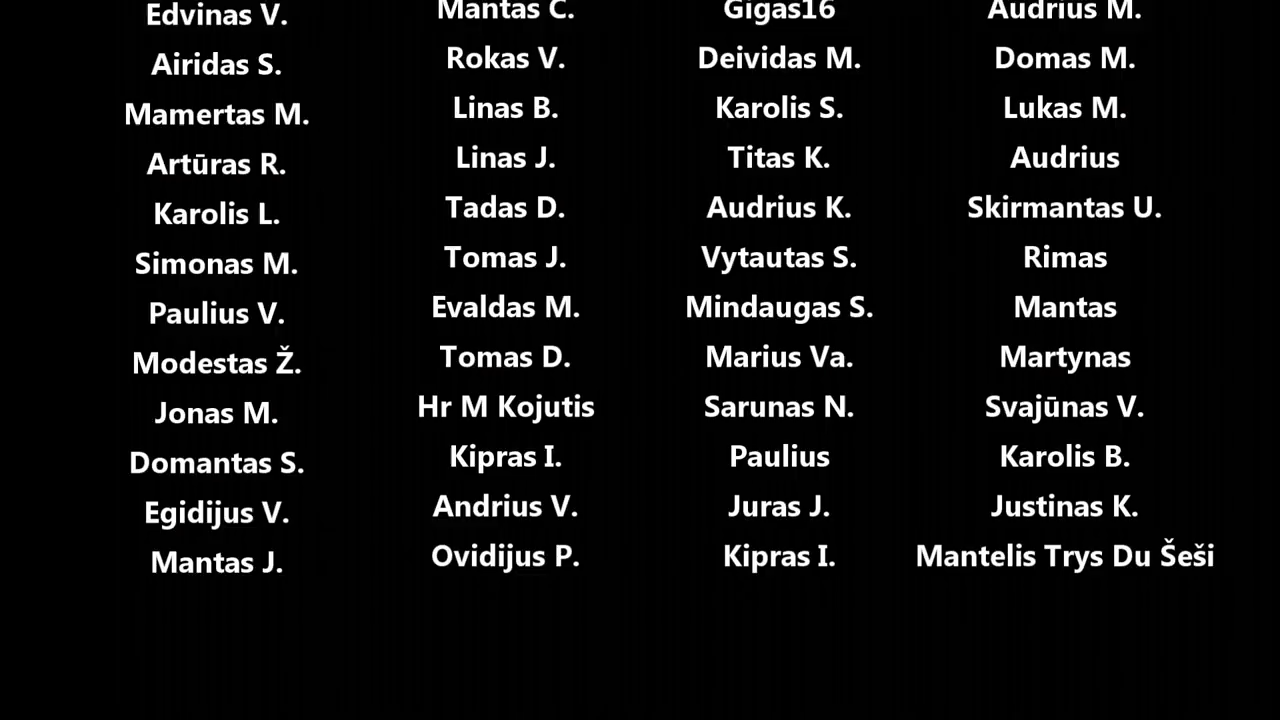 Edvinas V.
Airidas S.
Mamertas M.
Artūras R.
Karolis L.
Simonas M.
Paulius V.
Modestas Ž.
Jonas M.
Domantas S.
Egidijus V.
Mantas J.
Mantas C.
Rokas V.
Linas B.
Linas J.
Tadas D.
Tomas J.
Evaldas M.
Tomas D.
Hr M Kojutis
Kipras I.
Andrius V.
Ovidijus P.
Gigas16
Deividas M.
Karolis S.
Titas K.
Audrius K.
Vytautas S.
Mindaugas S.
Marius Va.
Sarunas N.
Paulius
Juras J.
Kipras I.
Audrius M.
Domas M.
Lukas M.
Audrius
Skirmantas U.
Rimas
Mantas
Martynas
Svajūnas V.
Karolis B.
Justinas K.
Mantelis Trys Du Šeši